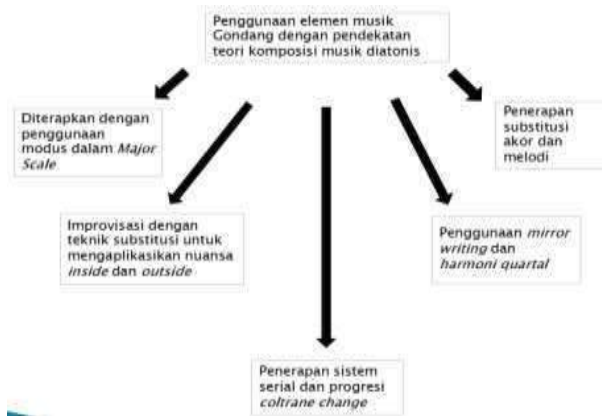 Penggunaan elemen musik
Gondang dengan pendekatan
teori komposisi musik diatonis
Diterapkan dengan
penggunaan
modus dalam Major
Scale
Penerapan
substitusi
akor dan
melodi
Improvisasi dengan
teknik substitusi untuk
mengaplikasikan nuansa
inside dan outside
Penggunaan mirror
writing dan
harmoni quartal
Penerapan sistem
serial dan progresi
coltrane change